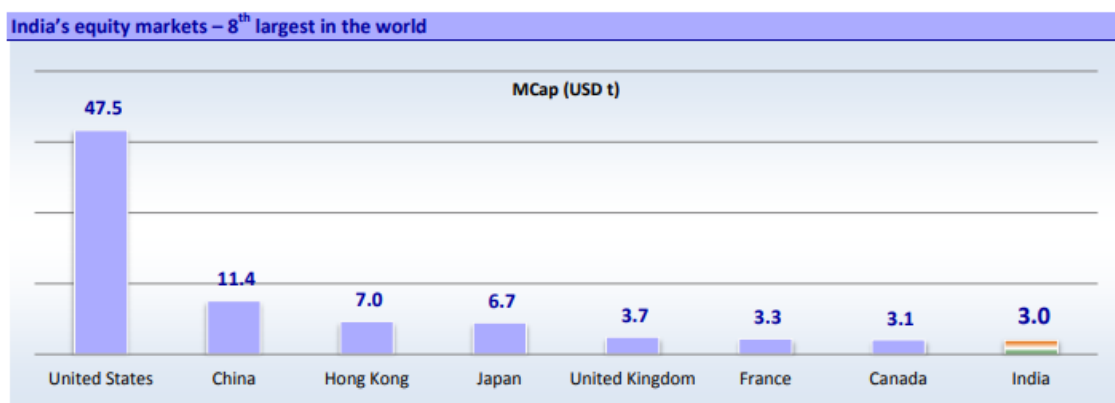 India's equity markets – 8th largest in the world
MCap (USD t)
47.5
11.4
7.0
6.7
3.7
3.3
3.1
3.0
United States
China
Hong Kong
Japan
United Kingdom
France
Canada
India